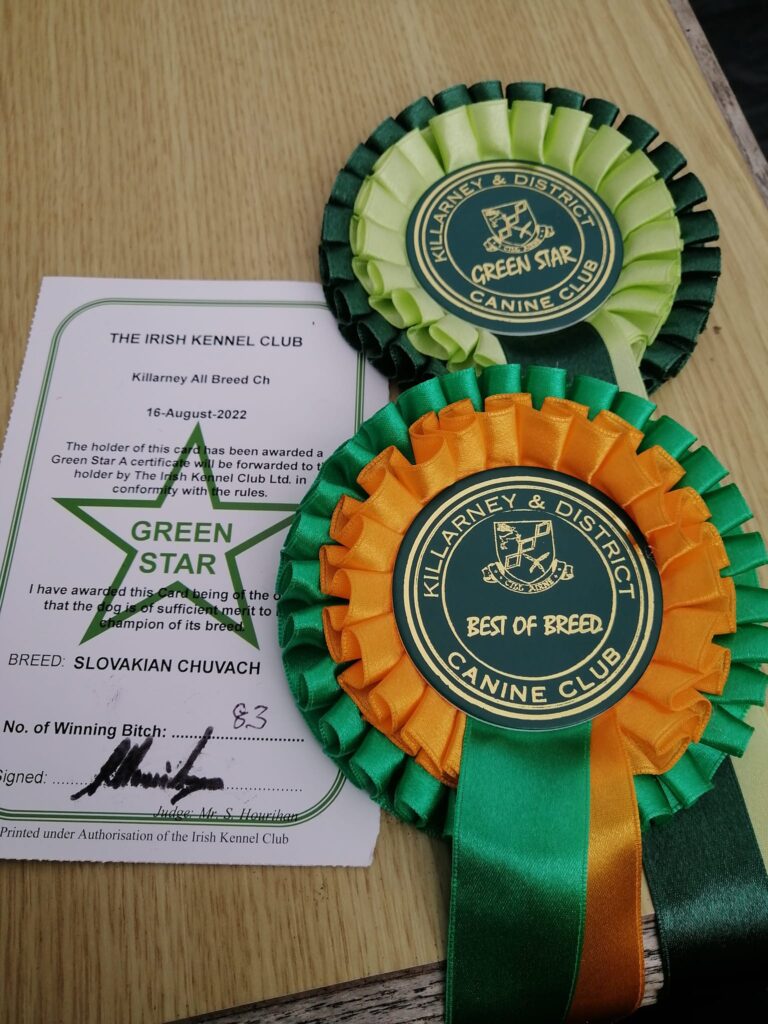 THE IRISH KENNEL CLUB
Killarney All Breed Ch
16-August-2022
The holder of this card has been awarded a
Green Star A certificate will be forwarded to
holder by The Irish Kennel Club Ltd. in
conformity with the rules.
GREEN
STAR
I have awarded this Card being of the
that the dog is of sufficient merit to
champion of its breed
BREED: SLOVAKIAN CHUVACH
No. of Winning Bitch: 83
Signed:
Judge: Mr. S. Hourihan
Printed under Authorisation of the Irish Kennel Club
KILLARNEY & DISTRICT
GREEN STAR
CANINE CLUB
KILLARNEY & DISTRICT
BEST OF BREED
CANINE CLUB